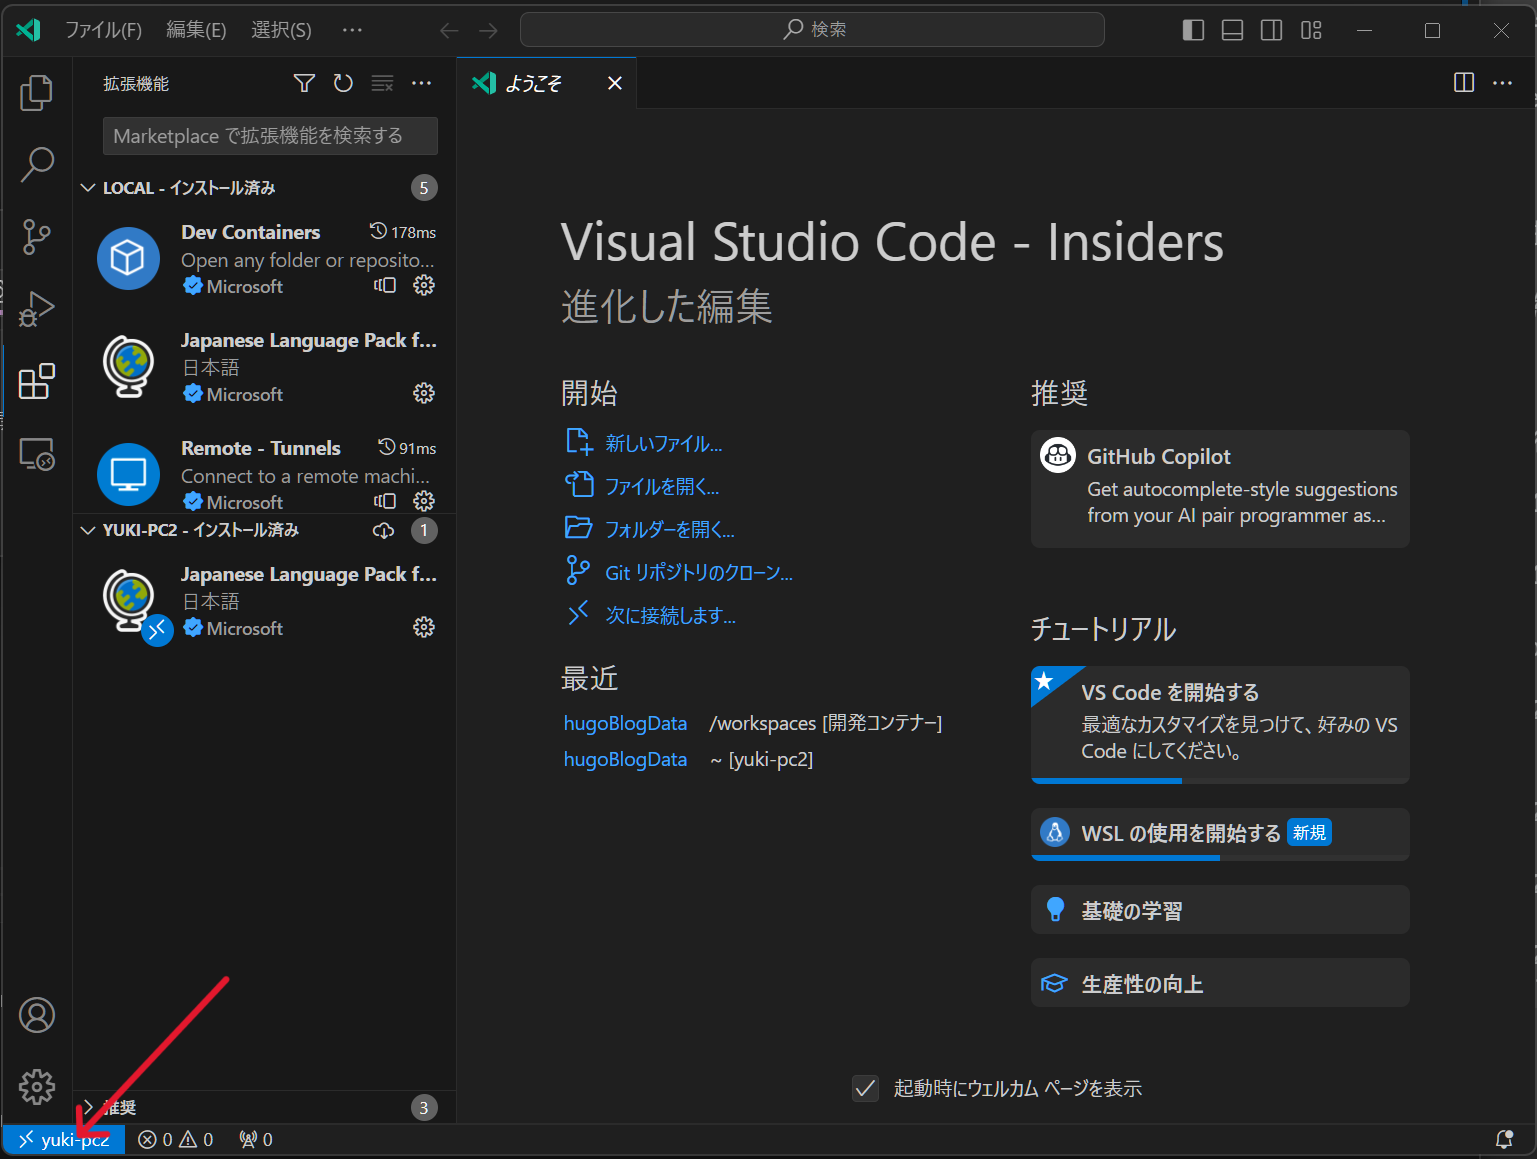 ファイル(F) 編集(E) 選択(S) ··· 検索
拡張機能
ようこそ
Marketplace で拡張機能を検索する
LOCAL - インストール済み 5
Dev Containers 178ms
Open any folder or reposito...
Microsoft
Japanese Language Pack f...
日本語
Microsoft
Remote - Tunnels 91ms
Connect to a remote machi...
Microsoft
YUKI-PC2 - インストール済み 1
Japanese Language Pack f...
日本語
Microsoft
推奨 3
Visual Studio Code - Insiders
進化した編集
開始
新しいファイル...
ファイルを開く...
フォルダーを開く...
Git リポジトリのクローン...
次に接続します...
最近
hugoBlogData /workspaces [開発コンテナー]
hugoBlogData ~ [yuki-pc2]
推奨
GitHub Copilot
Get autocomplete-style suggestions
from your AI pair programmer as...
チュートリアル
VS Code を開始する
最適なカスタマイズを見つけて、好みの VS
Code にしてください。
WSL の使用を開始する 新規
基礎の学習
生産性の向上
起動時にウェルカム ページを表示
yuki-pc2 0 0 0